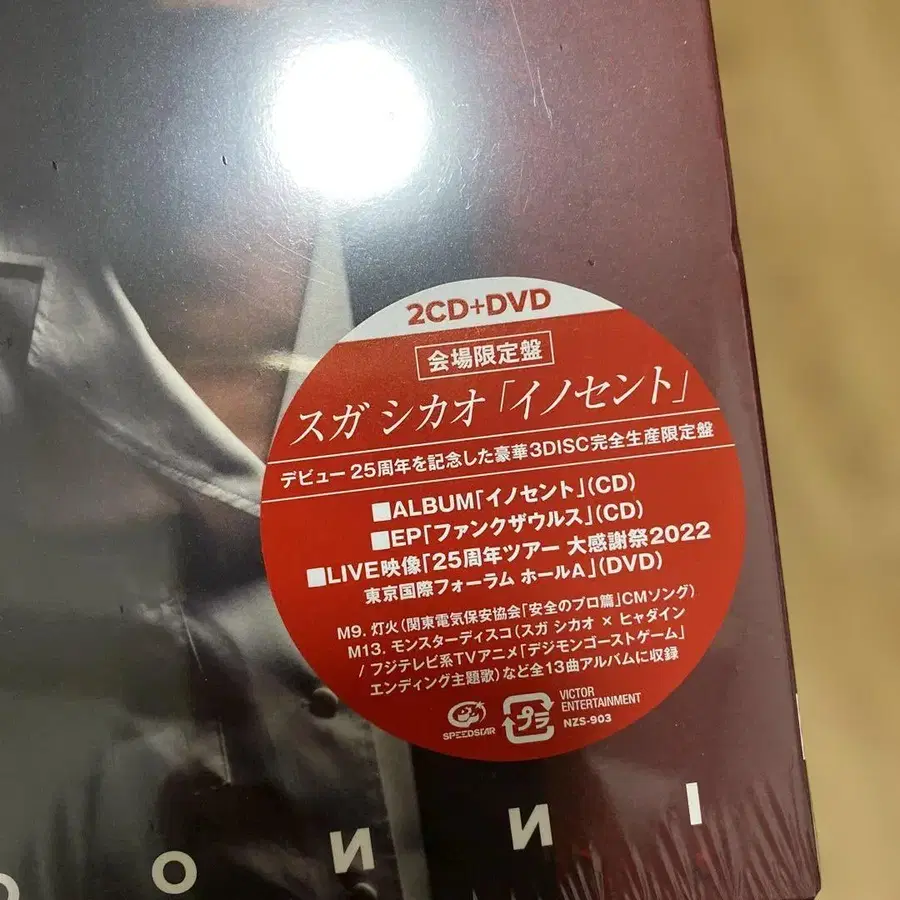 2CD+DVD
会場限定盤
スガ シカオ「イノセント」
デビュー25周年を記念した豪華3DISC完全生産限定盤
■ALBUM「イノセント」(CD)
■EP「ファンクザウルス」(CD)
■LIVE映像「25周年ツアー 大感謝祭2022
東京国際フォーラム ホールA」(DVD)
M9. 灯火(関東電気保安協会「安全のプロ篇」CMソング)
M13. モンスターディスコ(スガ シカオ × ヒャダイン
/ フジテレビ系TVアニメ「デジモンゴーストゲーム」
エンディング主題歌)など全13曲アルバムに収録
SPEEDSTAR
プラ
VICTOR
ENTERTAINMENT
NZS-903
O O N N I